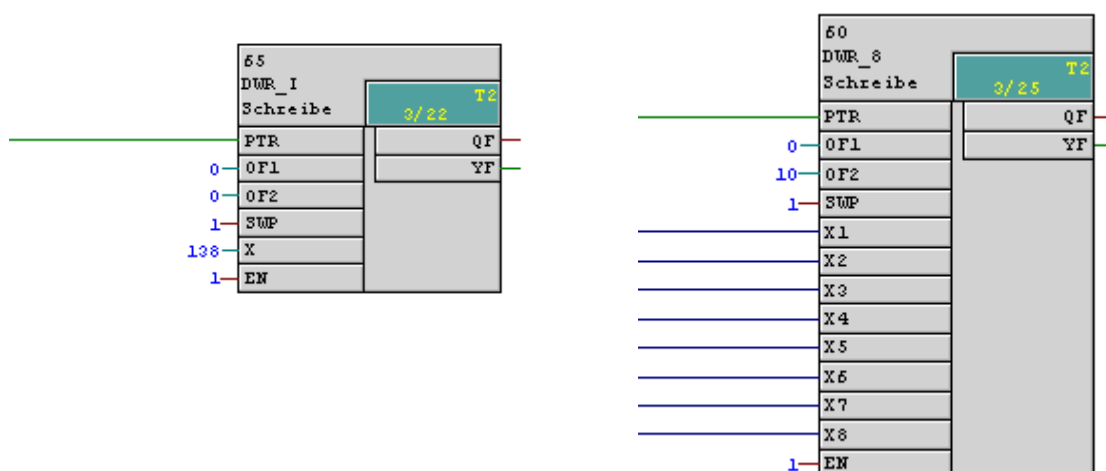 65
DWR_I
Schreibe
T2
3/22
PTR QF
0 OF1 YF
0 OF2
1 SWP
138 X
1 EN
60
DWR_8
Schreibe
T2
3/25
PTR QF
0 OF1 YF
10 OF2
1 SWP
X1
X2
X3
X4
X5
X6
X7
X8
1 EN